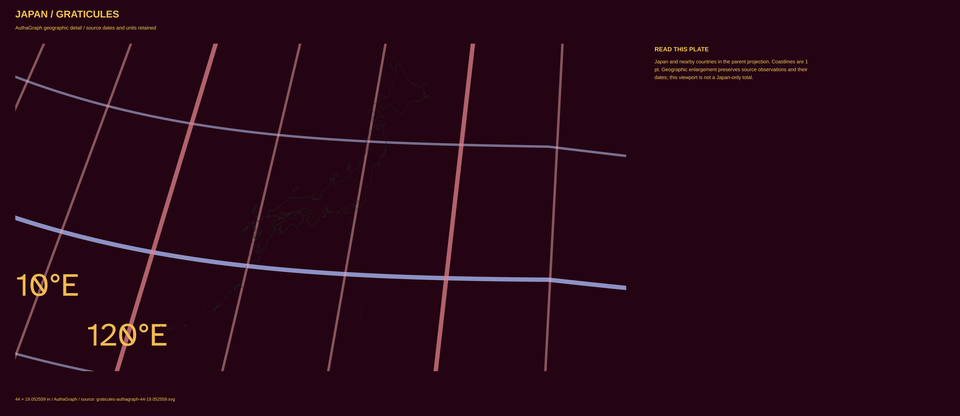 JAPAN / GRATICULES
AuthaGraph geographic detail / source dates and units retained
READ THIS PLATE
Japan and nearby countries in the parent projection. Coastlines are 1
pt. Geographic enlargement preserves source observations and their
dates; this viewport is not a Japan-only total.
10°E
120°E
44 × 19.052559 in / AuthaGraph / source: graticules-authagraph-44-19.052559.svg